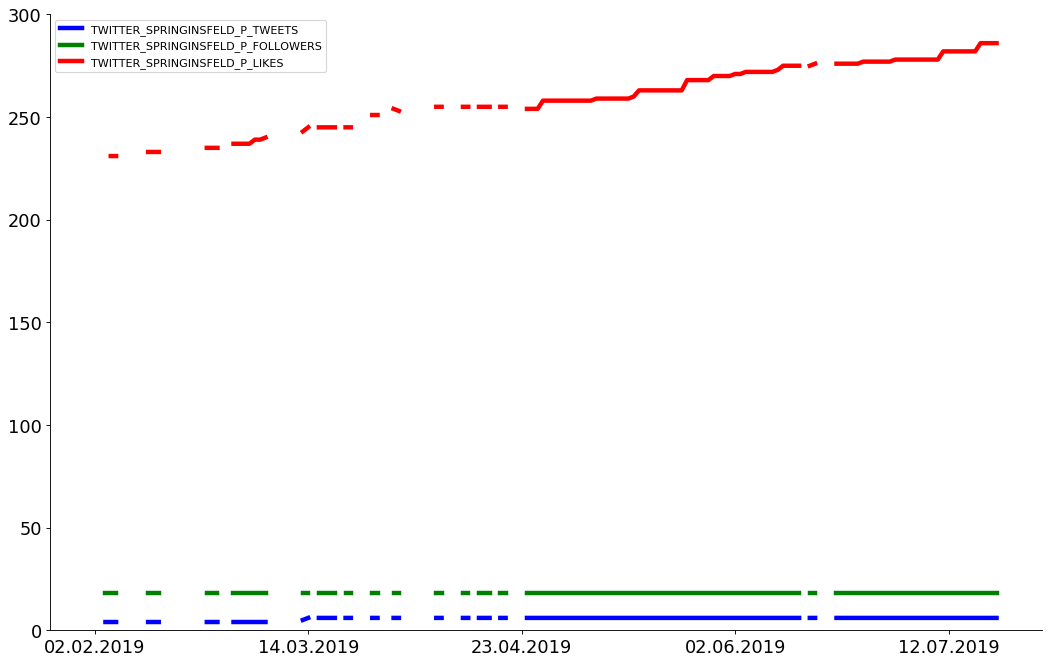 300
TWITTER_SPRINGINSFELD_P_TWEETS
TWITTER_SPRINGINSFELD_P_FOLLOWERS
TWITTER_SPRINGINSFELD_P_LIKES
250
200
150
100
50
0
02.02.2019 14.03.2019 23.04.2019 02.06.2019 12.07.2019